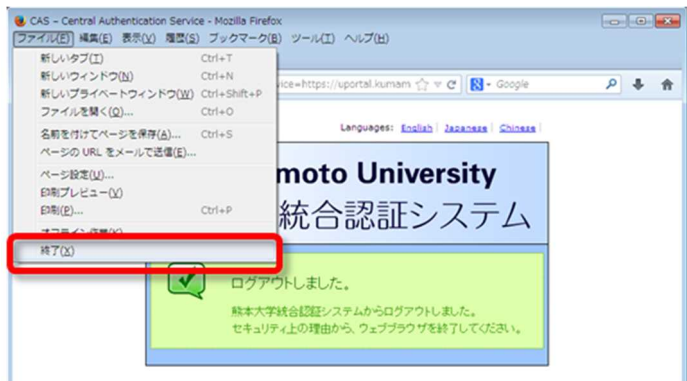 CAS – Central Authentication Service - Mozilla Firefox
ファイル(F) 編集(E) 表示(V) 履歴(S) ブックマーク(B) ツール(T) ヘルプ(H)
新しいタブ(T) Ctrl+T
新しいウィンドウ(N) Ctrl+N
新しいプライベートウィンドウ(W) Ctrl+Shift+P
vice=https://uportal.kumam Google
ファイルを開く(O)... Ctrl+O
名前を付けてページを保存(A)... Ctrl+S
Languages: English Japanese Chinese
ページの URL をメールで送信(E)...
ページ設定(U)...
印刷プレビュー(V)
moto University
印刷(P)... Ctrl+P
統合認証システム
オフライン作業(K)
終了(X)
ログアウトしました。
熊本大学統合認証システムからログアウトしました。
セキュリティ上の理由から、ウェブブラウザを終了してください。